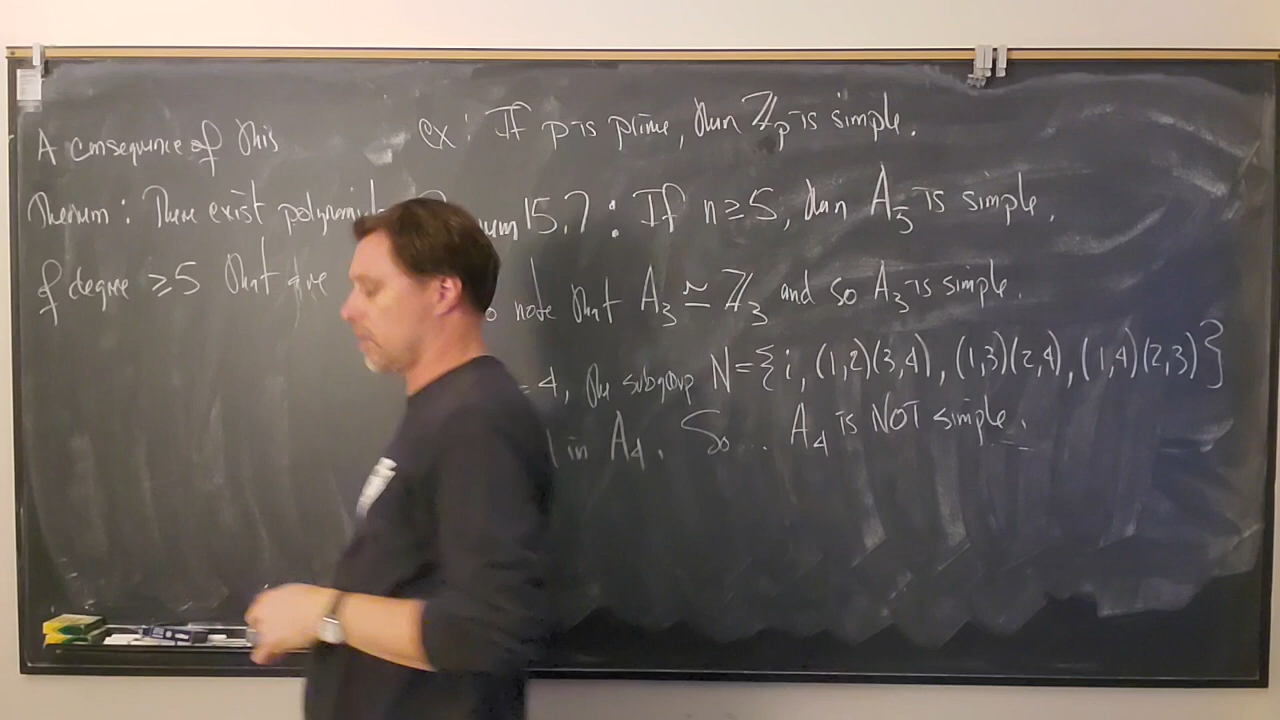 A consequence of this
Theorem: There exist polynomials
of degree ≥5 that are
ex: If p is prime, then ℤp is simple.
15.7: If n≥5, then A5 is simple.
note that A3 ≃ ℤ3 and so A3 is simple.
=4, the subgroup N={i, (1,2)(3,4), (1,3)(2,4), (1,4)(2,3)}
in A4. So... A4 is NOT simple.